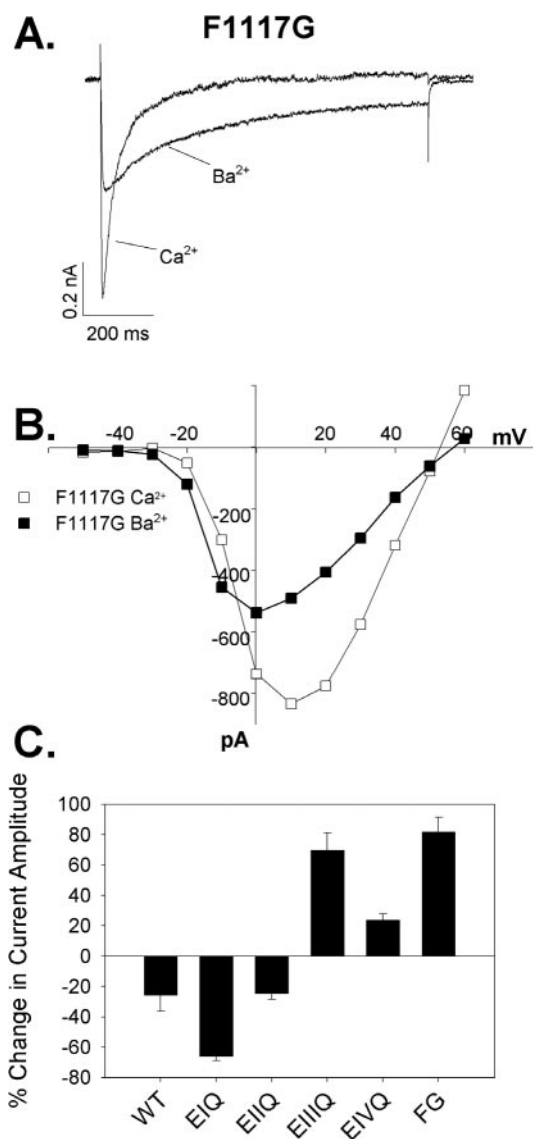 A. F1117G
Ba²⁺
Ca²⁺
0.2 nA
200 ms
B.
-40 -20 20 40 60 mV
F1117G Ca²⁺
F1117G Ba²⁺
-200
-400
-600
-800
pA
C.
% Change in Current Amplitude
100
80
60
40
20
0
-20
-40
-60
-80
WT EIQ EIIQ EIIIQ EIVQ FG